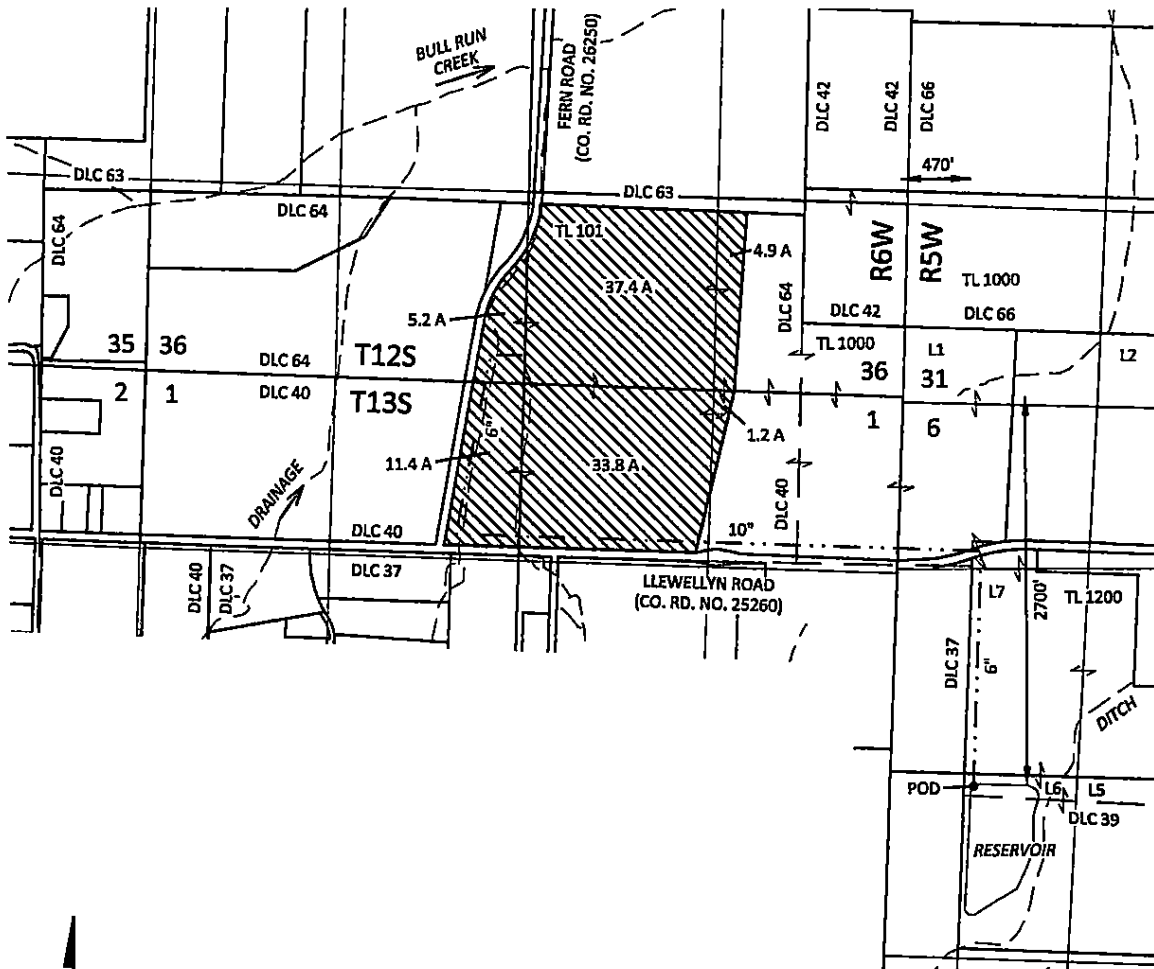 BULL RUN
CREEK
FERN ROAD
(CO. RD. NO. 26250)
DLC 42
DLC 42
DLC 66
470'
DLC 63
DLC 63
DLC 64
DLC 64
TL 101
4.9 A
R6W
R5W
TL 1000
37.4 A
DLC 64
5.2 A
DLC 42
DLC 66
35
36
DLC 64
T12S
TL 1000
L1
L2
36
31
2
1
DLC 40
T13S
1
6
6"
1.2 A
11.4 A
33.8 A
DLC 40
DRAINAGE
DLC 40
DLC 40
10"
DLC 40
DLC 37
DLC 37
LLEWELLYN ROAD
(CO. RD. NO. 25260)
L7
TL 1200
2700'
DLC 37
6"
DITCH
POD
L6
L5
DLC 39
RESERVOIR